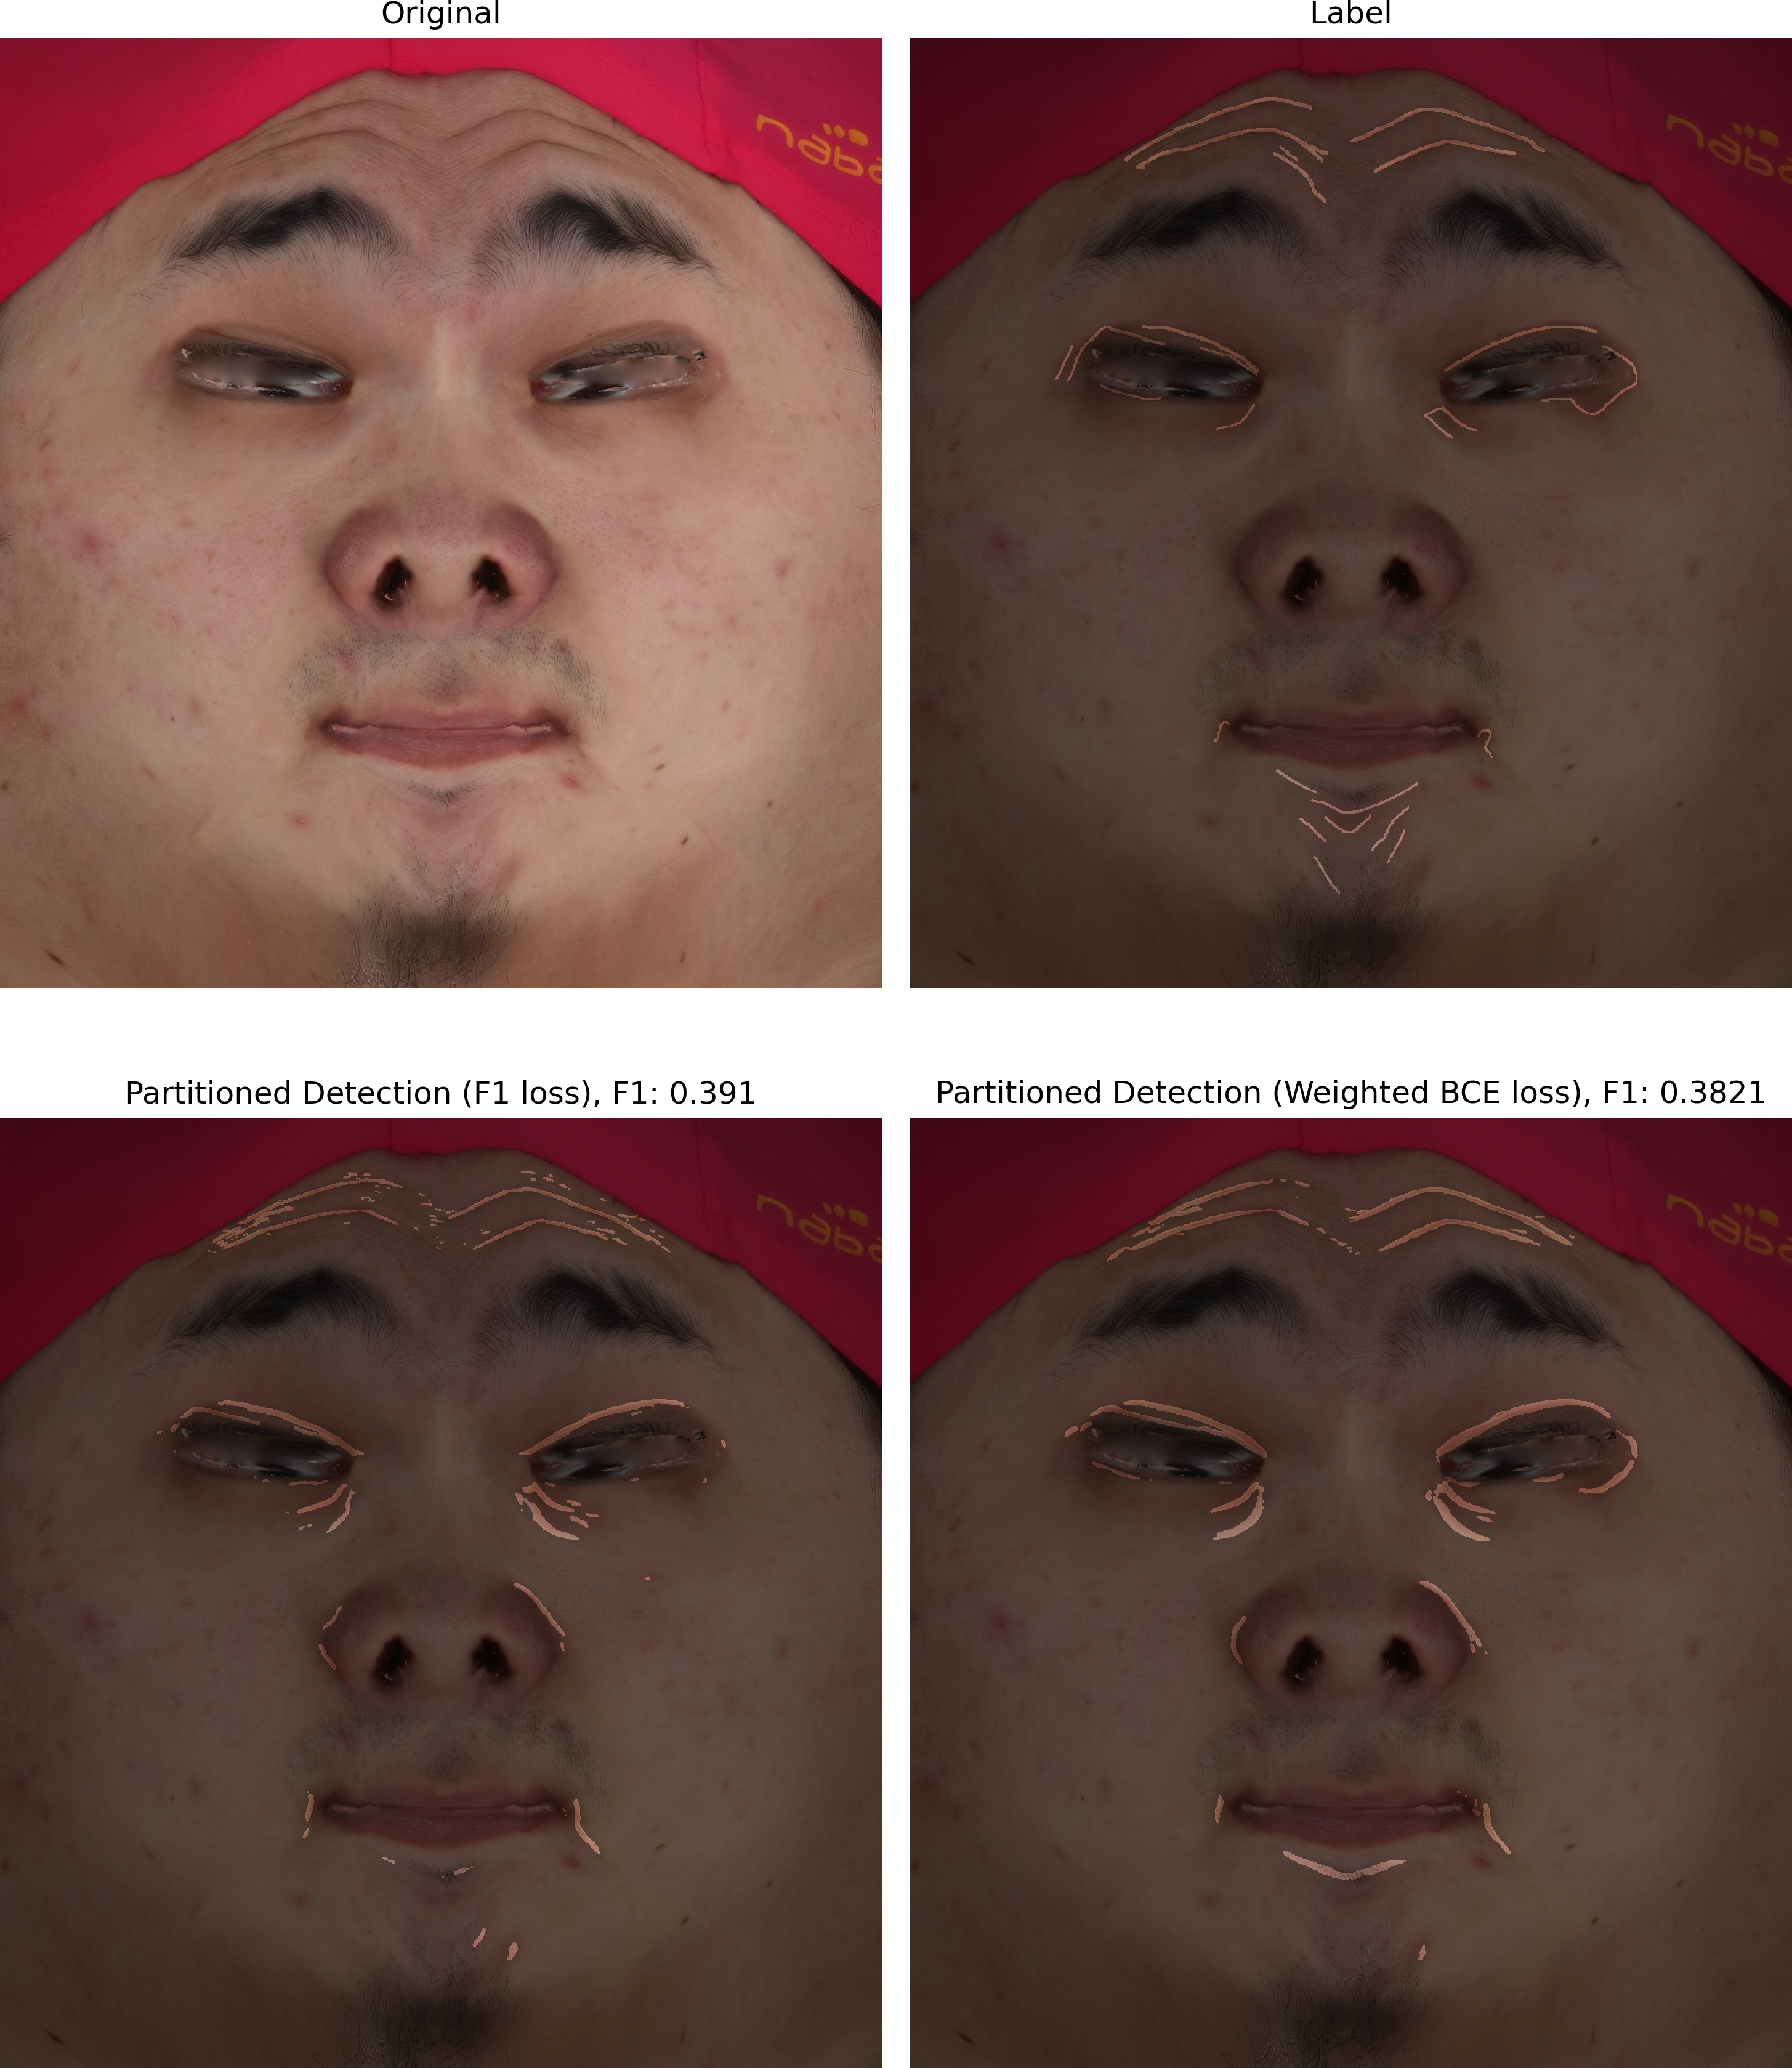 Original
Label
Partitioned Detection (F1 loss), F1: 0.391
Partitioned Detection (Weighted BCE loss), F1: 0.3821